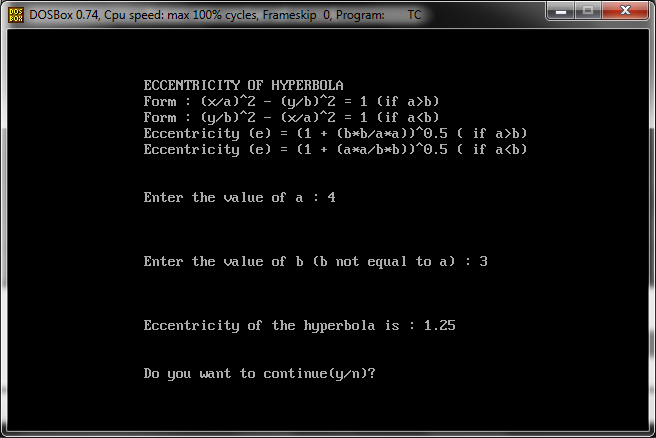 DOS BOX DOSBox 0.74, Cpu speed: max 100% cycles, Frameskip 0, Program: TC
ECCENTRICITY OF HYPERBOLA
Form : (x/a)^2 - (y/b)^2 = 1 (if a>b)
Form : (y/b)^2 - (x/a)^2 = 1 (if a<b)
Eccentricity (e) = (1 + (b*b/a*a))^0.5 ( if a>b)
Eccentricity (e) = (1 + (a*a/b*b))^0.5 ( if a<b)
Enter the value of a : 4
Enter the value of b (b not equal to a) : 3
Eccentricity of the hyperbola is : 1.25
Do you want to continue(y/n)?